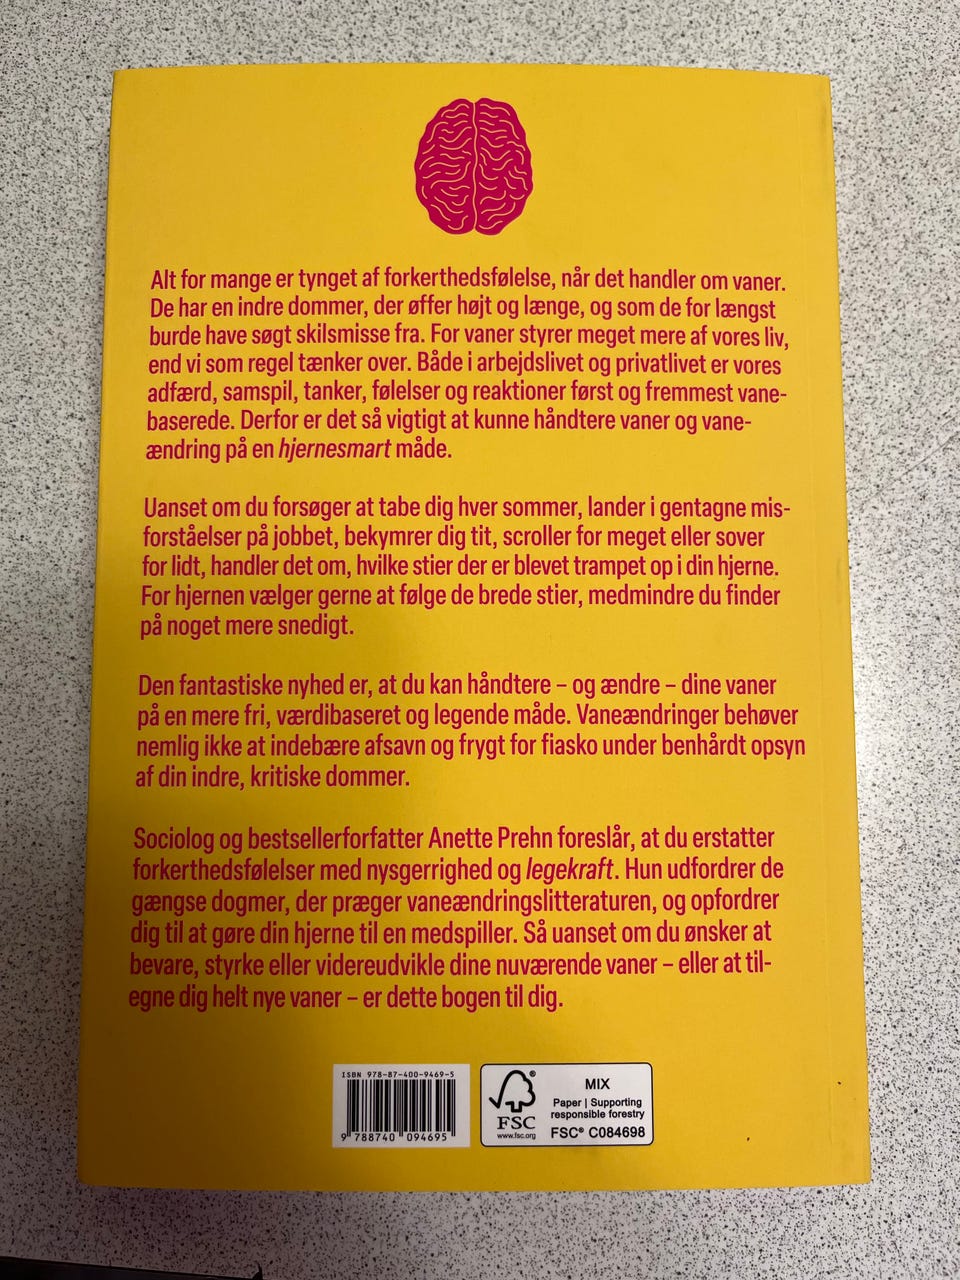 Alt for mange er tynget af forkerthedsfølelse, når det handler om vaner.
De har en indre dommer, der øffer højt og længe, og som de for længst
burde have søgt skilsmisse fra. For vaner styrer meget mere af vores liv,
end vi som regel tænker over. Både i arbejdslivet og privatlivet er vores
adfærd, samspil, tanker, følelser og reaktioner først og fremmest vane-
baserede. Derfor er det så vigtigt at kunne håndtere vaner og vane-
ændring på en hjernesmart måde.
Uanset om du forsøger at tabe dig hver sommer, lander i gentagne mis-
forståelser på jobbet, bekymrer dig tit, scroller for meget eller sover
for lidt, handler det om, hvilke stier der er blevet trampet op i din hjerne.
For hjernen vælger gerne at følge de brede stier, medmindre du finder
på noget mere snedigt.
Den fantastiske nyhed er, at du kan håndtere – og ændre – dine vaner
på en mere fri, værdibaseret og legende måde. Vaneændringer behøver
nemlig ikke at indebære afsavn og frygt for fiasko under benhårdt opsyn
af din indre, kritiske dommer.
Sociolog og bestsellerforfatter Anette Prehn foreslår, at du erstatter
forkerthedsfølelser med nysgerrighed og legekraft. Hun udfordrer de
gængse dogmer, der præger vaneændringslitteraturen, og opfordrer
dig til at gøre din hjerne til en medspiller. Så uanset om du ønsker at
bevare, styrke eller videreudvikle dine nuværende vaner – eller at til-
egne dig helt nye vaner – er dette bogen til dig.
ISBN 978-87-400-9469-5
9 788740 094695
FSC®
www.fsc.org
MIX
Paper | Supporting
responsible forestry
FSC® C084698